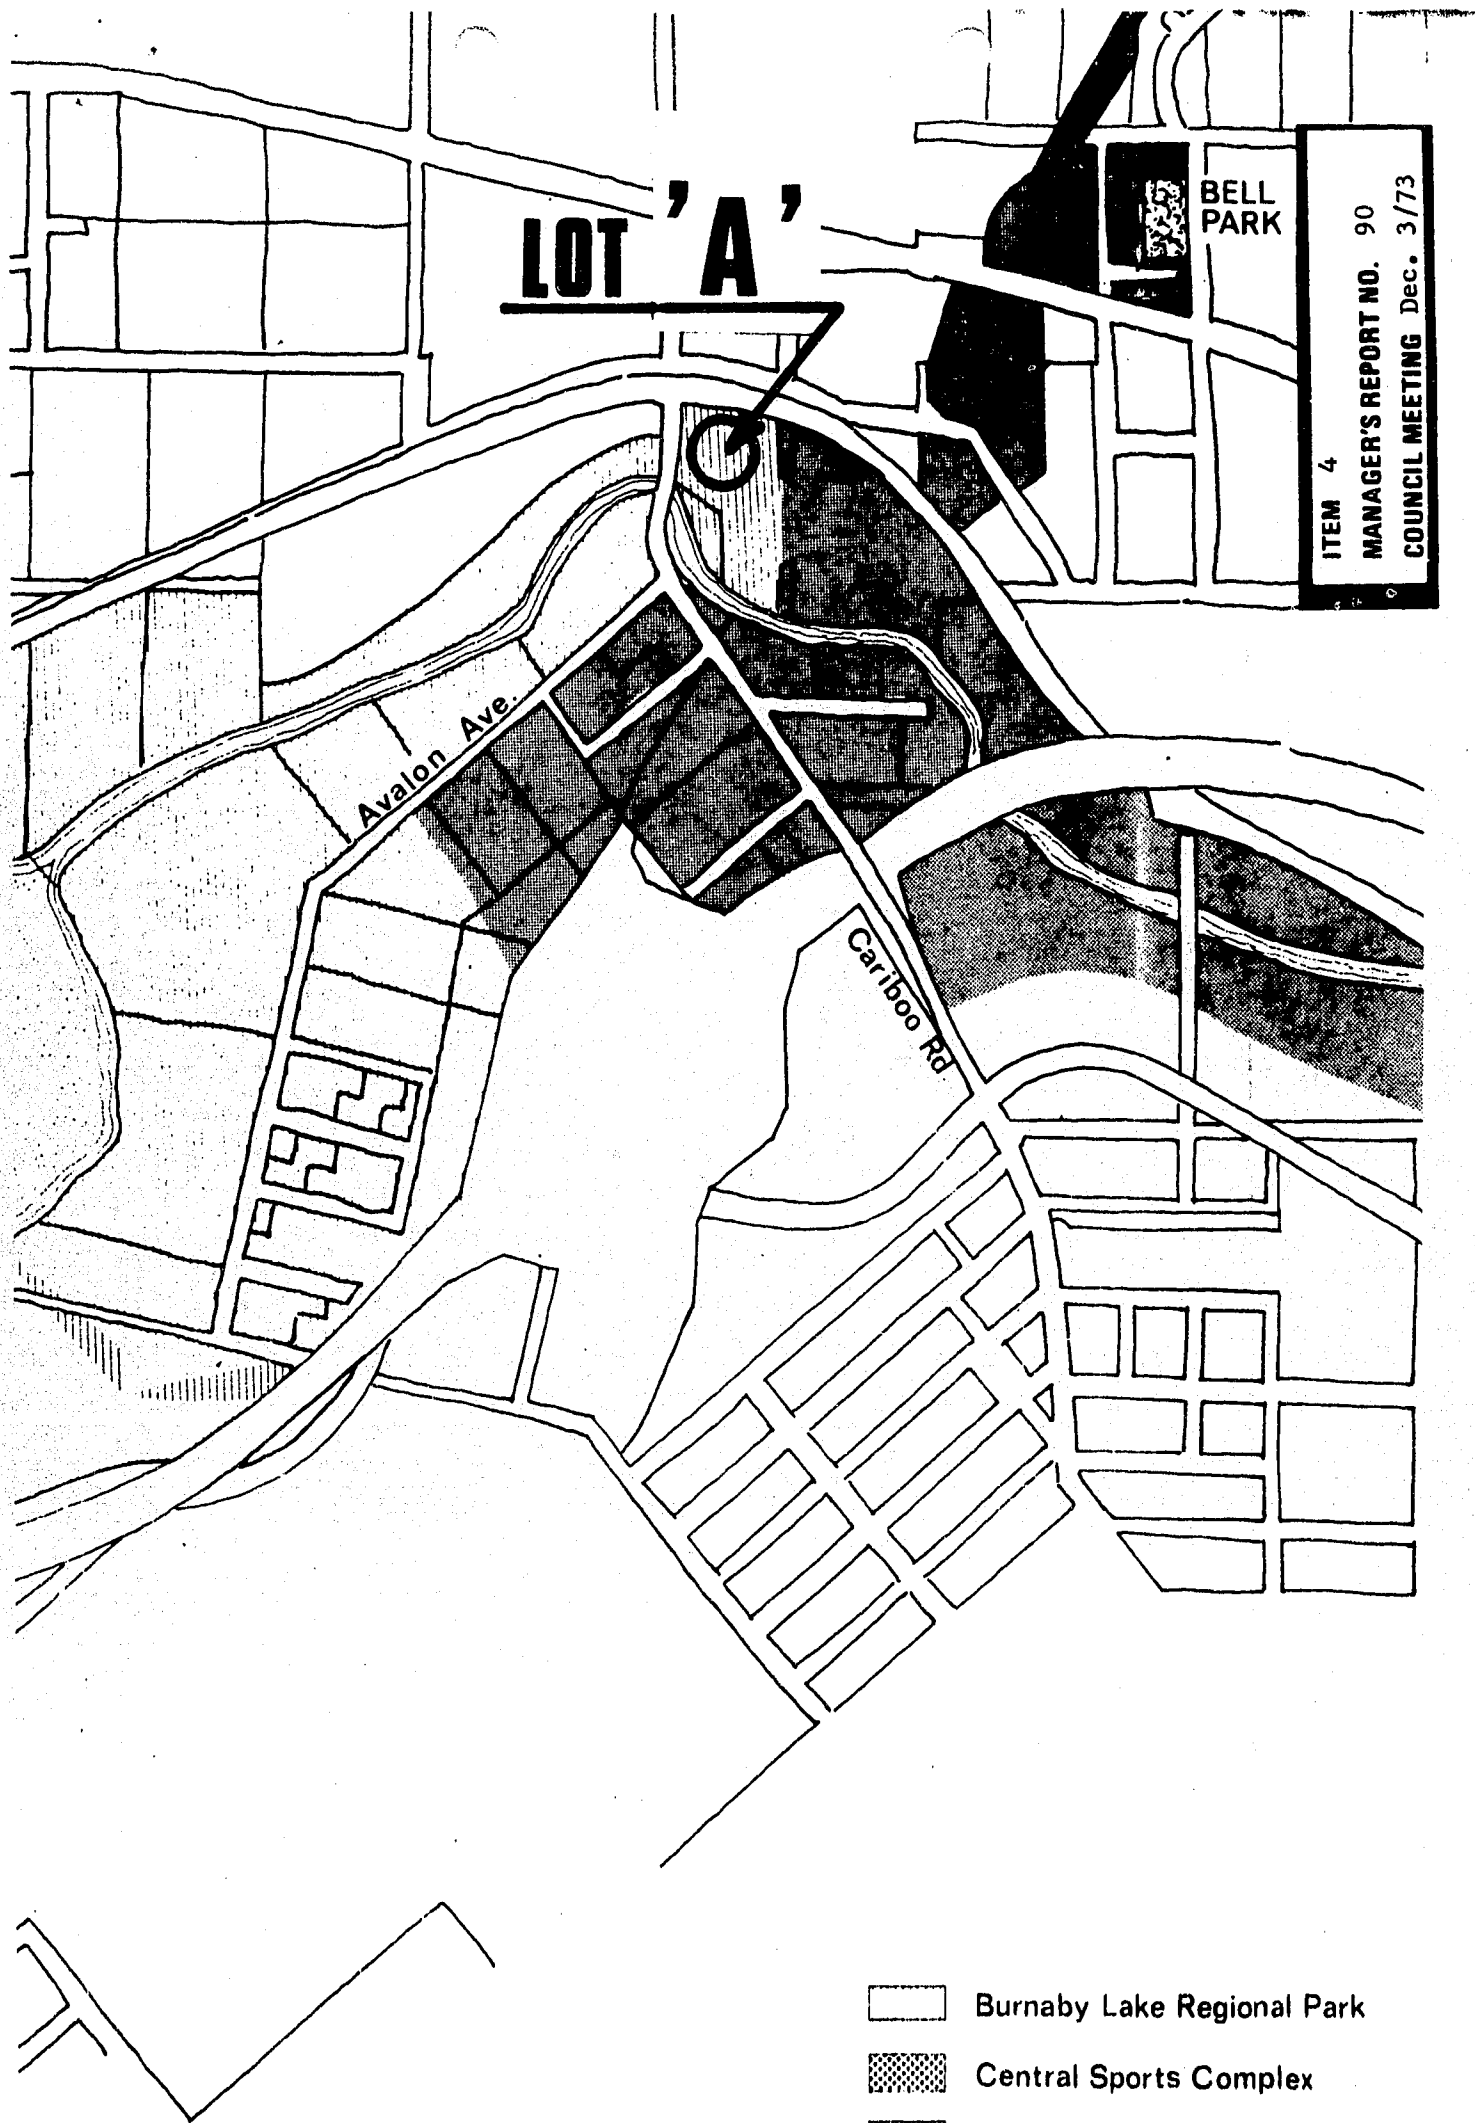 LOT 'A'
BELL
PARK
ITEM 4
MANAGER'S REPORT NO. 90
COUNCIL MEETING Dec. 3/73
Avalon Ave.
Cariboo Rd
Burnaby Lake Regional Park
Central Sports Complex